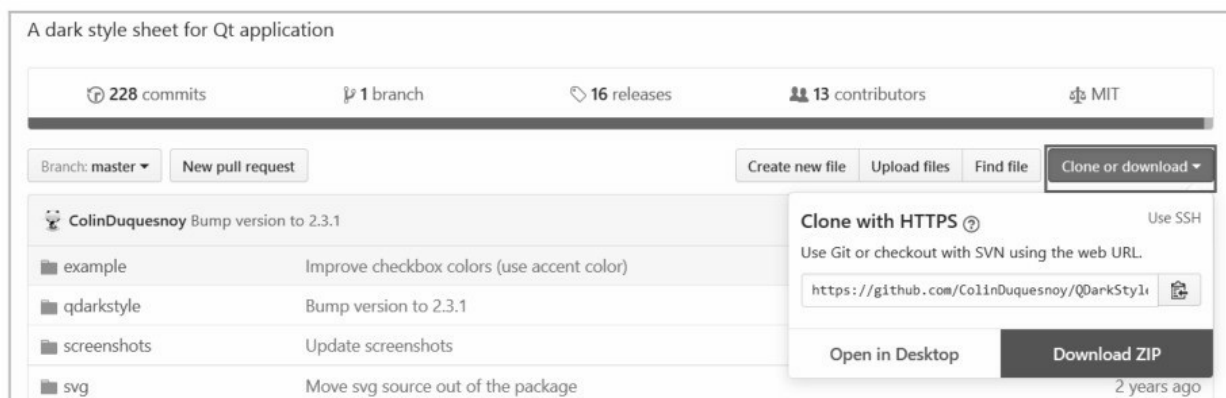 A dark style sheet for Qt application
228 commits 1 branch 16 releases 13 contributors MIT
Branch: master New pull request Create new file Upload files Find file Clone or download
ColinDuquesnoy Bump version to 2.3.1
Clone with HTTPS Use SSH
Use Git or checkout with SVN using the web URL.
example Improve checkbox colors (use accent color)
https://github.com/ColinDuquesnoy/QDarkStyle
qdarkstyle Bump version to 2.3.1
screenshots Update screenshots
Open in Desktop Download ZIP
svg Move svg source out of the package 2 years ago